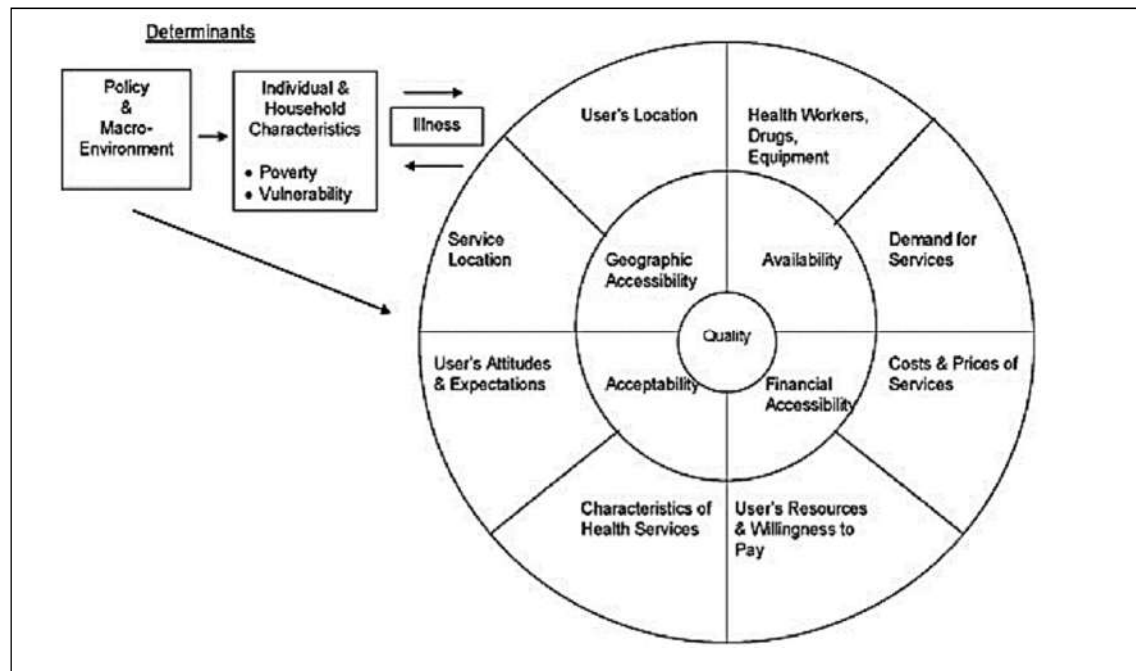 Determinants
Policy
&
Macro-
Environment
Individual &
Household
Characteristics
• Poverty
• Vulnerability
Illness
User's Location
Health Workers,
Drugs,
Equipment
Service
Location
Geographic
Accessibility
Availability
Demand for
Services
Quality
User's Attitudes
& Expectations
Acceptability
Financial
Accessibility
Costs & Prices of
Services
Characteristics of
Health Services
User's Resources
& Willingness to
Pay